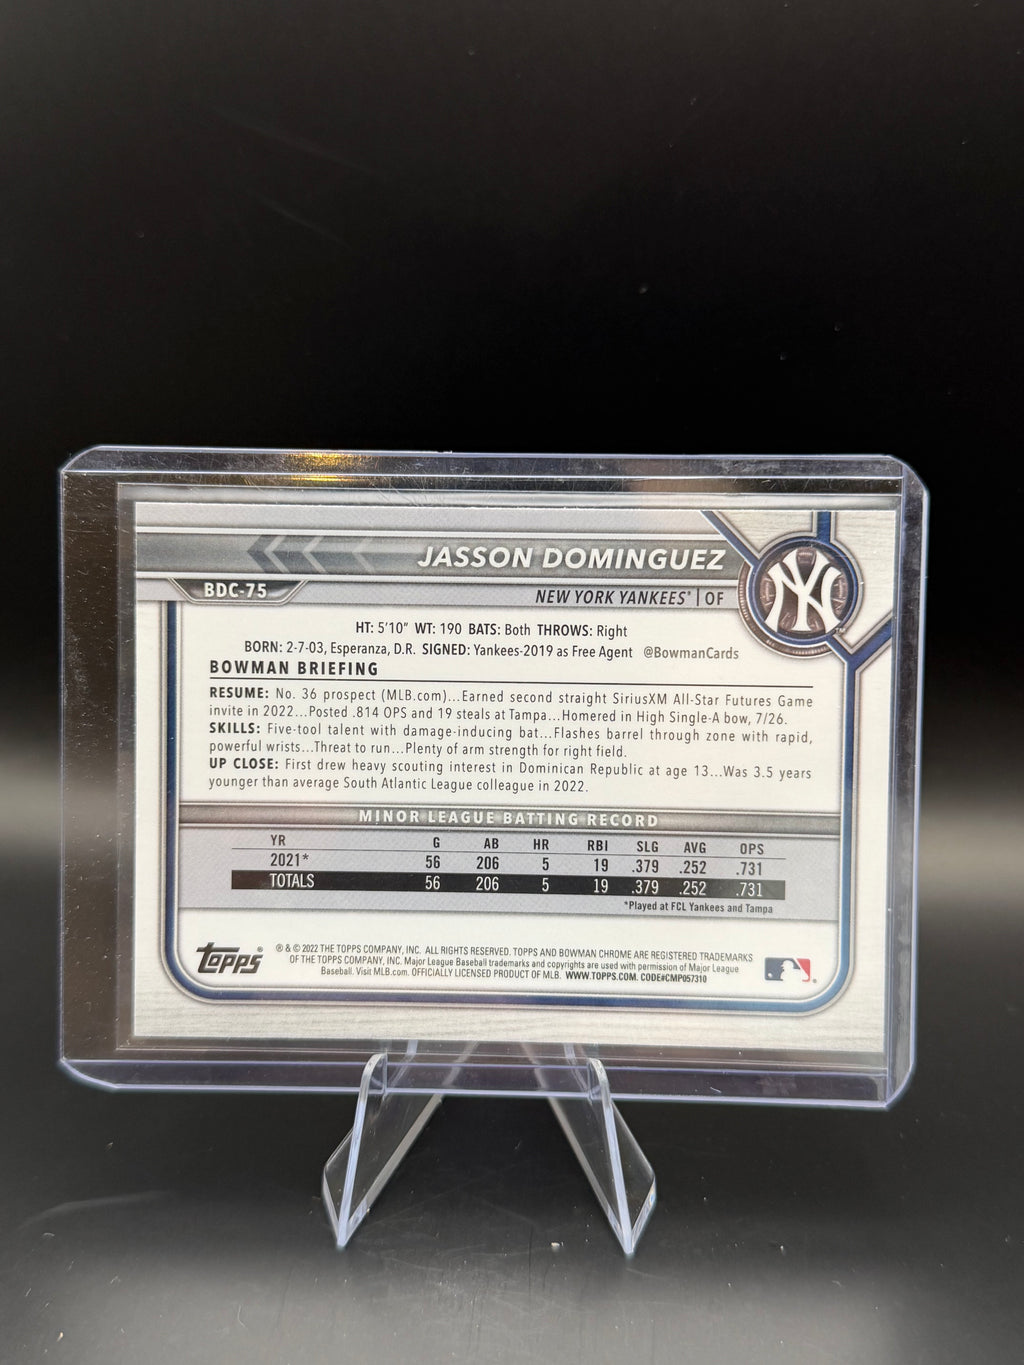 JASSON DOMINGUEZ
BDC-75
NEW YORK YANKEES® | OF
NY
HT: 5'10" WT: 190 BATS: Both THROWS: Right
BORN: 2-7-03, Esperanza, D.R. SIGNED: Yankees-2019 as Free Agent @BowmanCards
BOWMAN BRIEFING
RESUME: No. 36 prospect (MLB.com)...Earned second straight SiriusXM All-Star Futures Game
invite in 2022...Posted .814 OPS and 19 steals at Tampa...Homered in High Single-A bow, 7/26.
SKILLS: Five-tool talent with damage-inducing bat...Flashes barrel through zone with rapid,
powerful wrists...Threat to run...Plenty of arm strength for right field.
UP CLOSE: First drew heavy scouting interest in Dominican Republic at age 13...Was 3.5 years
younger than average South Atlantic League colleague in 2022.
MINOR LEAGUE BATTING RECORD
YR G AB HR RBI SLG AVG OPS
2021* 56 206 5 19 .379 .252 .731
TOTALS 56 206 5 19 .379 .252 .731
*Played at FCL Yankees and Tampa
topps®
® & © 2022 THE TOPPS COMPANY, INC. ALL RIGHTS RESERVED. TOPPS AND BOWMAN CHROME ARE REGISTERED TRADEMARKS
OF THE TOPPS COMPANY, INC. Major League Baseball trademarks and copyrights are used with permission of Major League
Baseball. Visit MLB.com. OFFICIALLY LICENSED PRODUCT OF MLB. WWW.TOPPS.COM. CODE#CMP057310